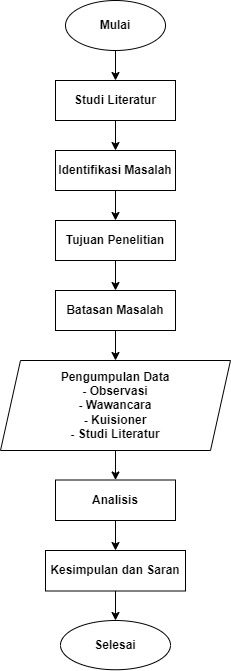 Mulai
Studi Literatur
Identifikasi Masalah
Tujuan Penelitian
Batasan Masalah
Pengumpulan Data
- Observasi
- Wawancara
- Kuisioner
- Studi Literatur
Analisis
Kesimpulan dan Saran
Selesai